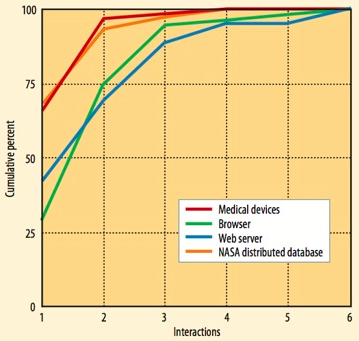 100
75
50
25
0
Cumulative percent
Medical devices
Browser
Web server
NASA distributed database
1 2 3 4 5 6
Interactions